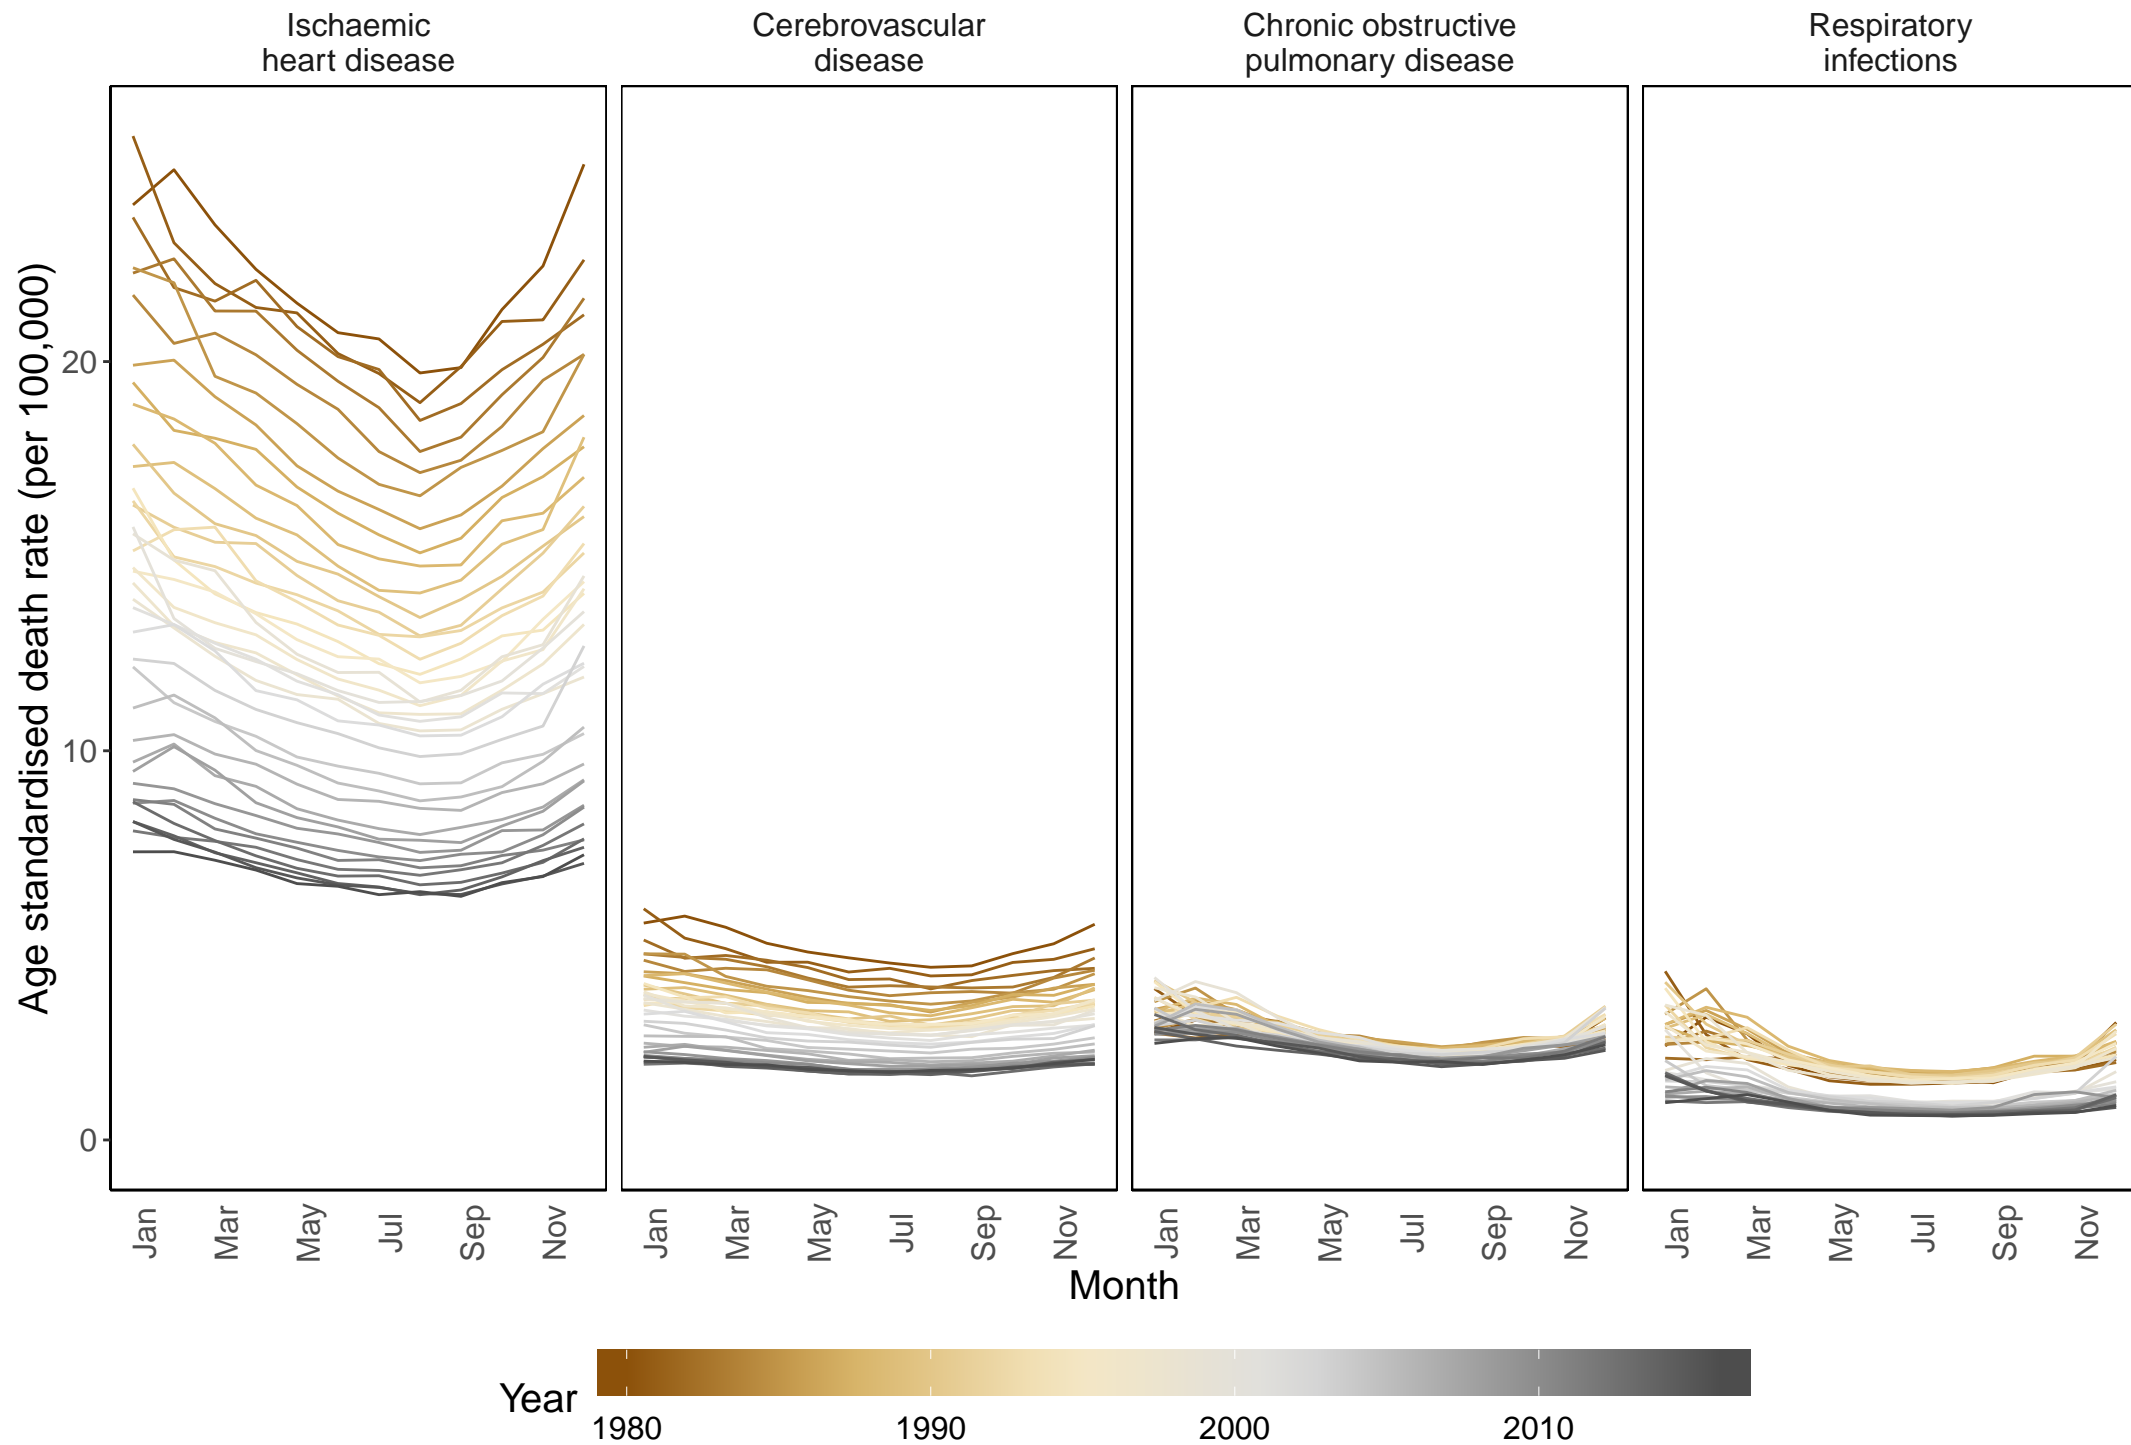 Ischaemic
heart disease
Cerebrovascular
disease
Chronic obstructive
pulmonary disease
Respiratory
infections
Age standardised death rate (per 100,000)
20
10
0
Jan Mar May Jul Sep Nov
Jan Mar May Jul Sep Nov
Jan Mar May Jul Sep Nov
Jan Mar May Jul Sep Nov
Month
Year
1980 1990 2000 2010